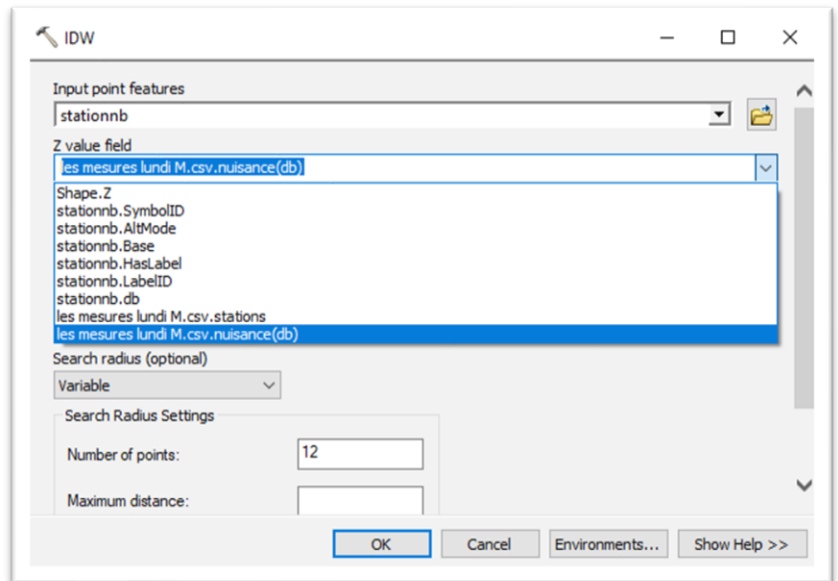 IDW
Input point features
stationnb
Z value field
les mesures lundi M.csv.nuisance(db)
Shape.Z
stationnb.SymbolID
stationnb.AltMode
stationnb.Base
stationnb.HasLabel
stationnb.LabelID
stationnb.db
les mesures lundi M.csv.stations
les mesures lundi M.csv.nuisance(db)
Search radius (optional)
Variable
Search Radius Settings
Number of points: 12
Maximum distance:
OK Cancel Environments... Show Help >>